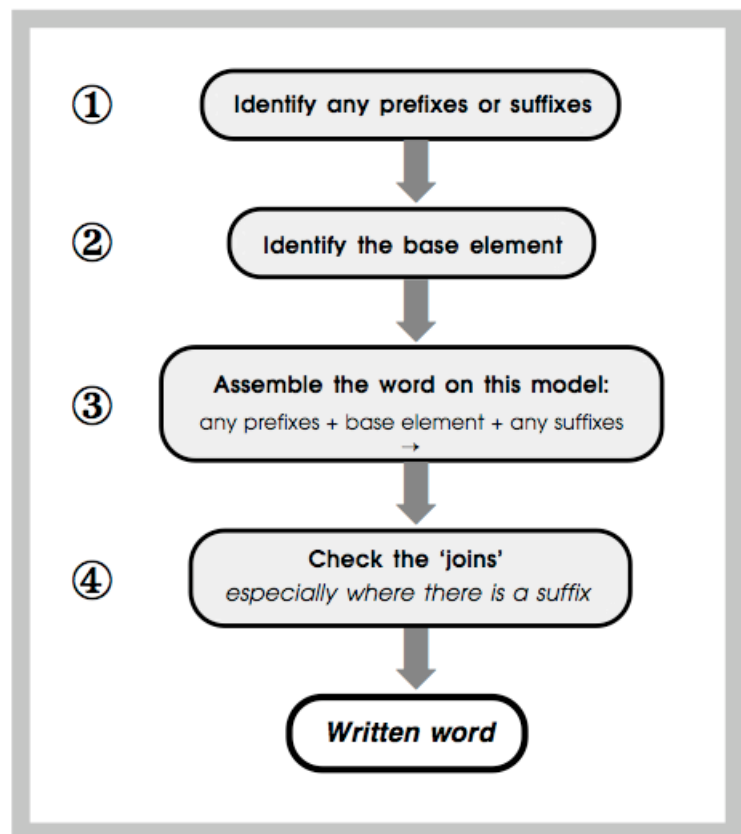 ①
Identify any prefixes or suffixes
②
Identify the base element
③
Assemble the word on this model:
any prefixes + base element + any suffixes
→
④
Check the ‘joins’
especially where there is a suffix
Written word